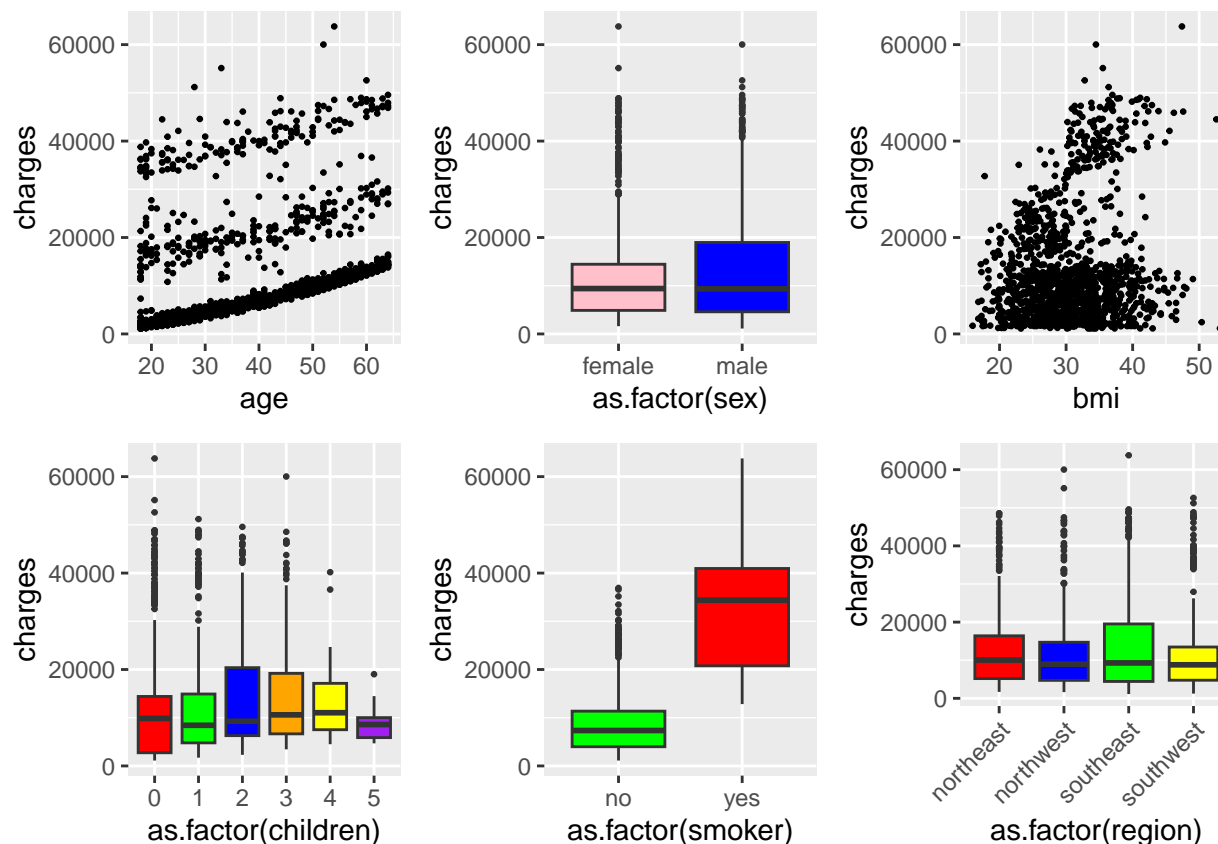 60000
40000
20000
0
charges
20 30 40 50 60
age
60000
40000
20000
0
charges
female male
as.factor(sex)
60000
40000
20000
0
charges
20 30 40 50
bmi
60000
40000
20000
0
charges
0 1 2 3 4 5
as.factor(children)
60000
40000
20000
0
charges
no yes
as.factor(smoker)
60000
40000
20000
0
charges
northeast northwest southeast southwest
as.factor(region)